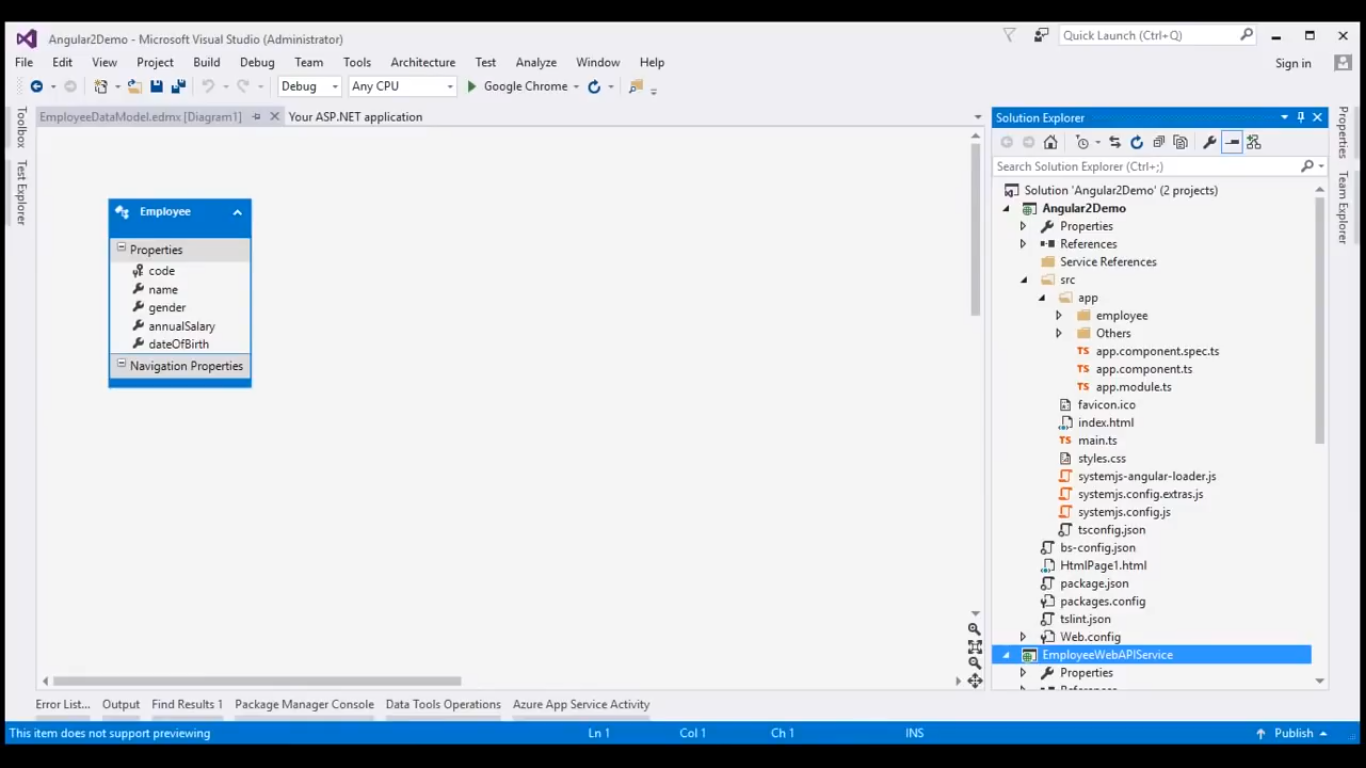 Angular2Demo - Microsoft Visual Studio (Administrator)
Quick Launch (Ctrl+Q)
File Edit View Project Build Debug Team Tools Architecture Test Analyze Window Help
Sign in
Debug Any CPU Google Chrome
Toolbox
Test Explorer
EmployeeDataModel.edmx [Diagram1] Your ASP.NET application
Employee
Properties
code
name
gender
annualSalary
dateOfBirth
Navigation Properties
Solution Explorer
Search Solution Explorer (Ctrl+;)
Solution 'Angular2Demo' (2 projects)
Angular2Demo
Properties
References
Service References
src
app
employee
Others
app.component.spec.ts
app.component.ts
app.module.ts
favicon.ico
index.html
main.ts
styles.css
systemjs-angular-loader.js
systemjs.config.extras.js
systemjs.config.js
tsconfig.json
bs-config.json
HtmlPage1.html
package.json
packages.config
tslint.json
Web.config
EmployeeWebAPIService
Properties
References
Properties
Team Explorer
Error List... Output Find Results 1 Package Manager Console Data Tools Operations Azure App Service Activity
This item does not support previewing Ln 1 Col 1 Ch 1 INS Publish